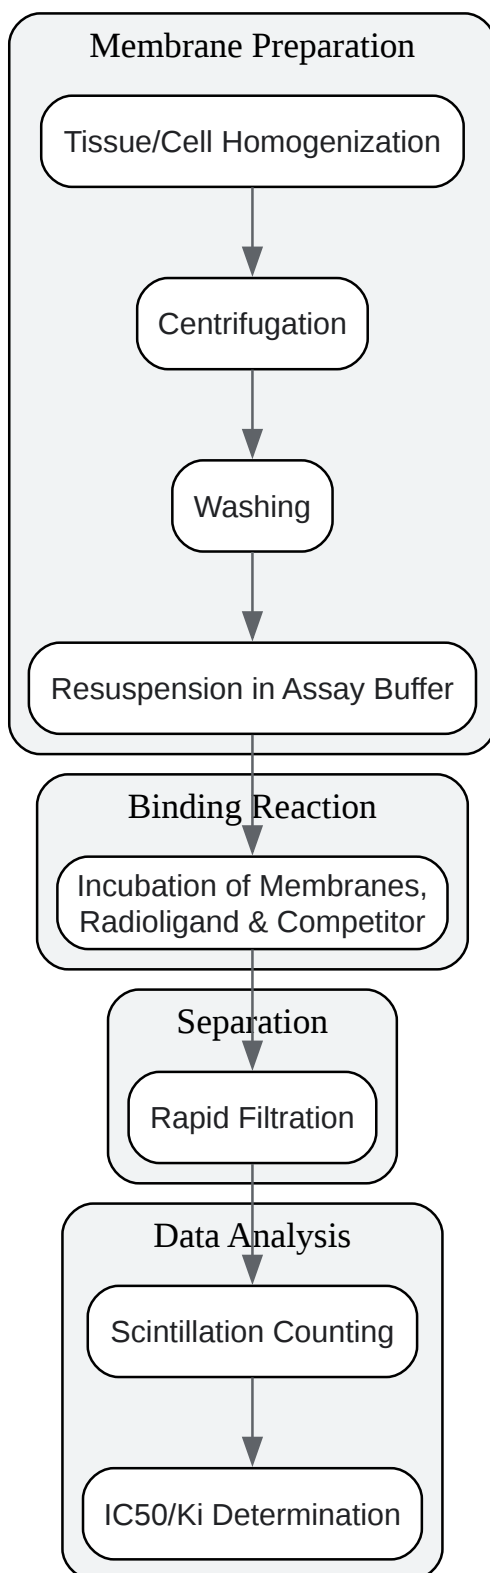 Membrane Preparation
Tissue/Cell Homogenization
Centrifugation
Washing
Resuspension in Assay Buffer
Binding Reaction
Incubation of Membranes,
Radioligand & Competitor
Separation
Rapid Filtration
Data Analysis
Scintillation Counting
IC50/Ki Determination